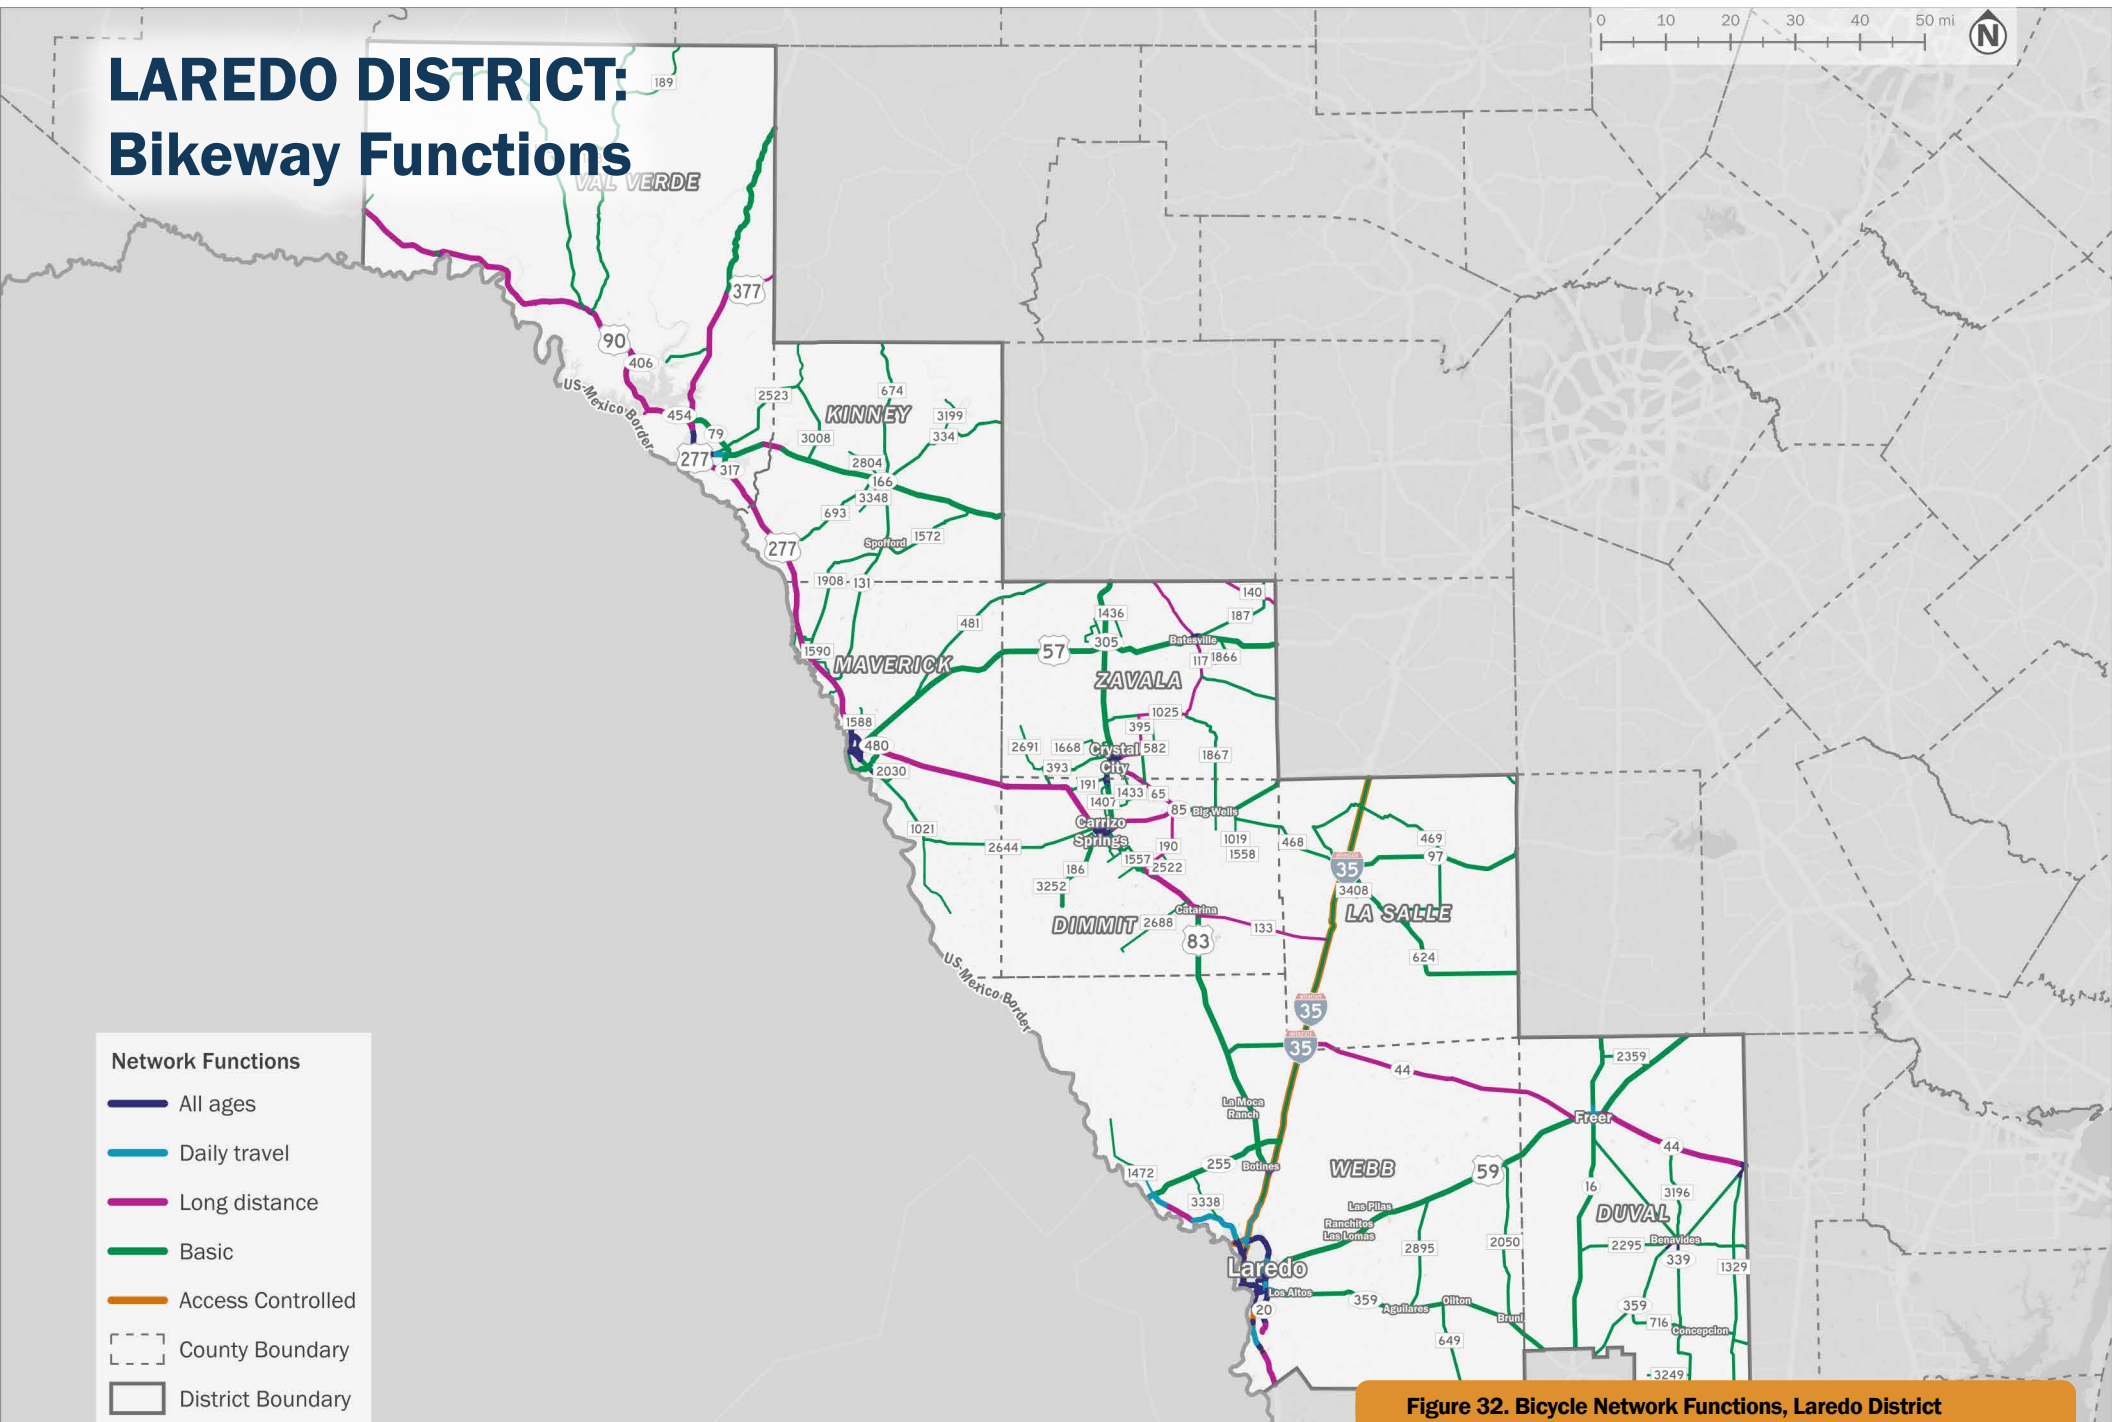 LAREDO DISTRICT:
Bikeway Functions
0 10 20 30 40 50 mi
N
189
VAL VERDE
377
90
406
US-Mexico Border
454
79
277
317
2523
674
KINNEY
3199
334
3008
2804
166
3348
693
277
Spofford
1572
1908
131
481
1436
140
187
57
305
Batesville
117
1866
1590
MAVERICK
ZAVALA
1588
480
2030
1025
395
2691
1668
Crystal
City
582
393
1867
191
1433
65
1407
85
Big Wells
Carrizo
Springs
1021
2644
190
1019
1558
468
469
97
35
1557
2522
186
3252
3408
LA SALLE
Catarina
DIMMIT
2688
133
83
624
US-Mexico Border
35
35
44
2359
La Moca
Ranch
Freer
44
1472
255
Botines
WEBB
59
3338
16
3196
DUVAL
Las Pilas
Ranchitos
Las Lomas
2895
2050
2295
Benavides
339
1329
Laredo
Los Altos
20
359
Aguilares
Oilton
Bruni
649
359
716
Concepcion
3249
Network Functions
All ages
Daily travel
Long distance
Basic
Access Controlled
County Boundary
District Boundary
Figure 32. Bicycle Network Functions, Laredo District